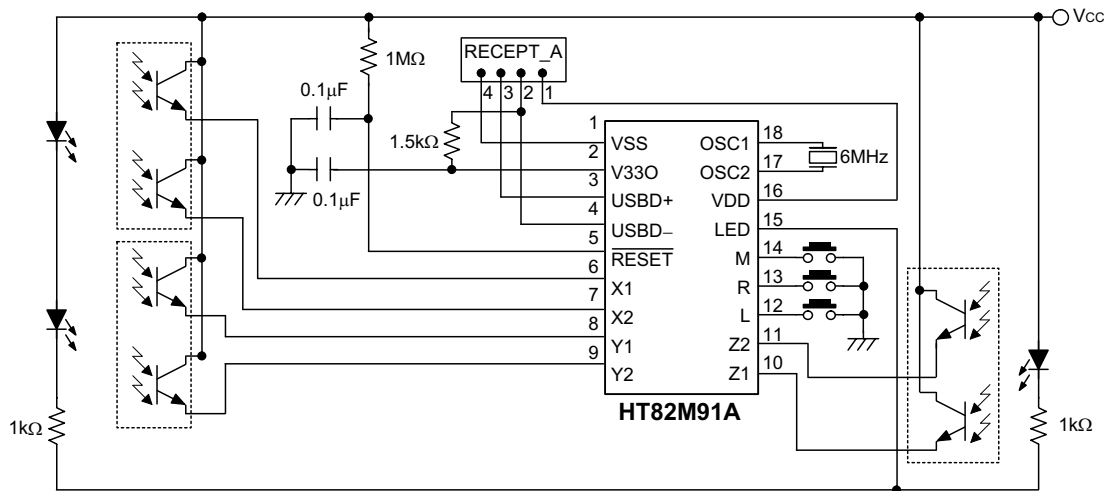 VCC
RECEPT_A
4 3 2 1
1MΩ
0.1μF
1.5kΩ
0.1μF
1 VSS
2 V33O
3 USBD+
4 USBD–
5 RESET
6 X1
7 X2
8 Y1
9 Y2
OSC1 18
OSC2 17
VDD 16
LED 15
M 14
R 13
L 12
Z2 11
Z1 10
6MHz
HT82M91A
1kΩ
1kΩ